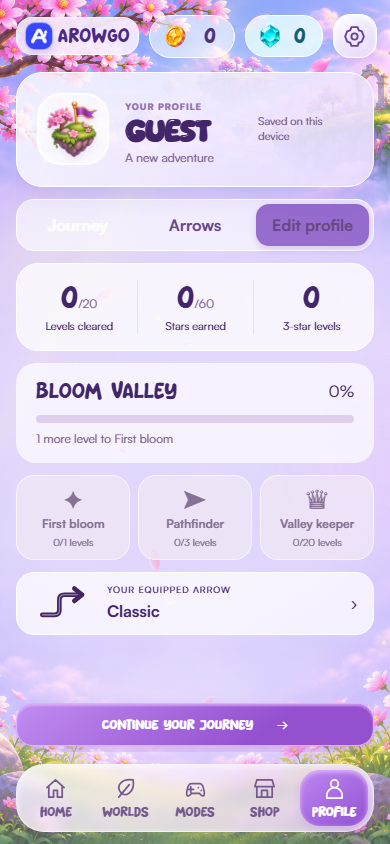 AROWGO
0
0
YOUR PROFILE
GUEST
A new adventure
Saved on this
device
Journey
Arrows
Edit profile
0/20
Levels cleared
0/60
Stars earned
0
3-star levels
BLOOM VALLEY
0%
1 more level to First bloom
First bloom
0/1 levels
Pathfinder
0/3 levels
Valley keeper
0/20 levels
YOUR EQUIPPED ARROW
Classic
CONTINUE YOUR JOURNEY
HOME
WORLDS
MODES
SHOP
PROFILE